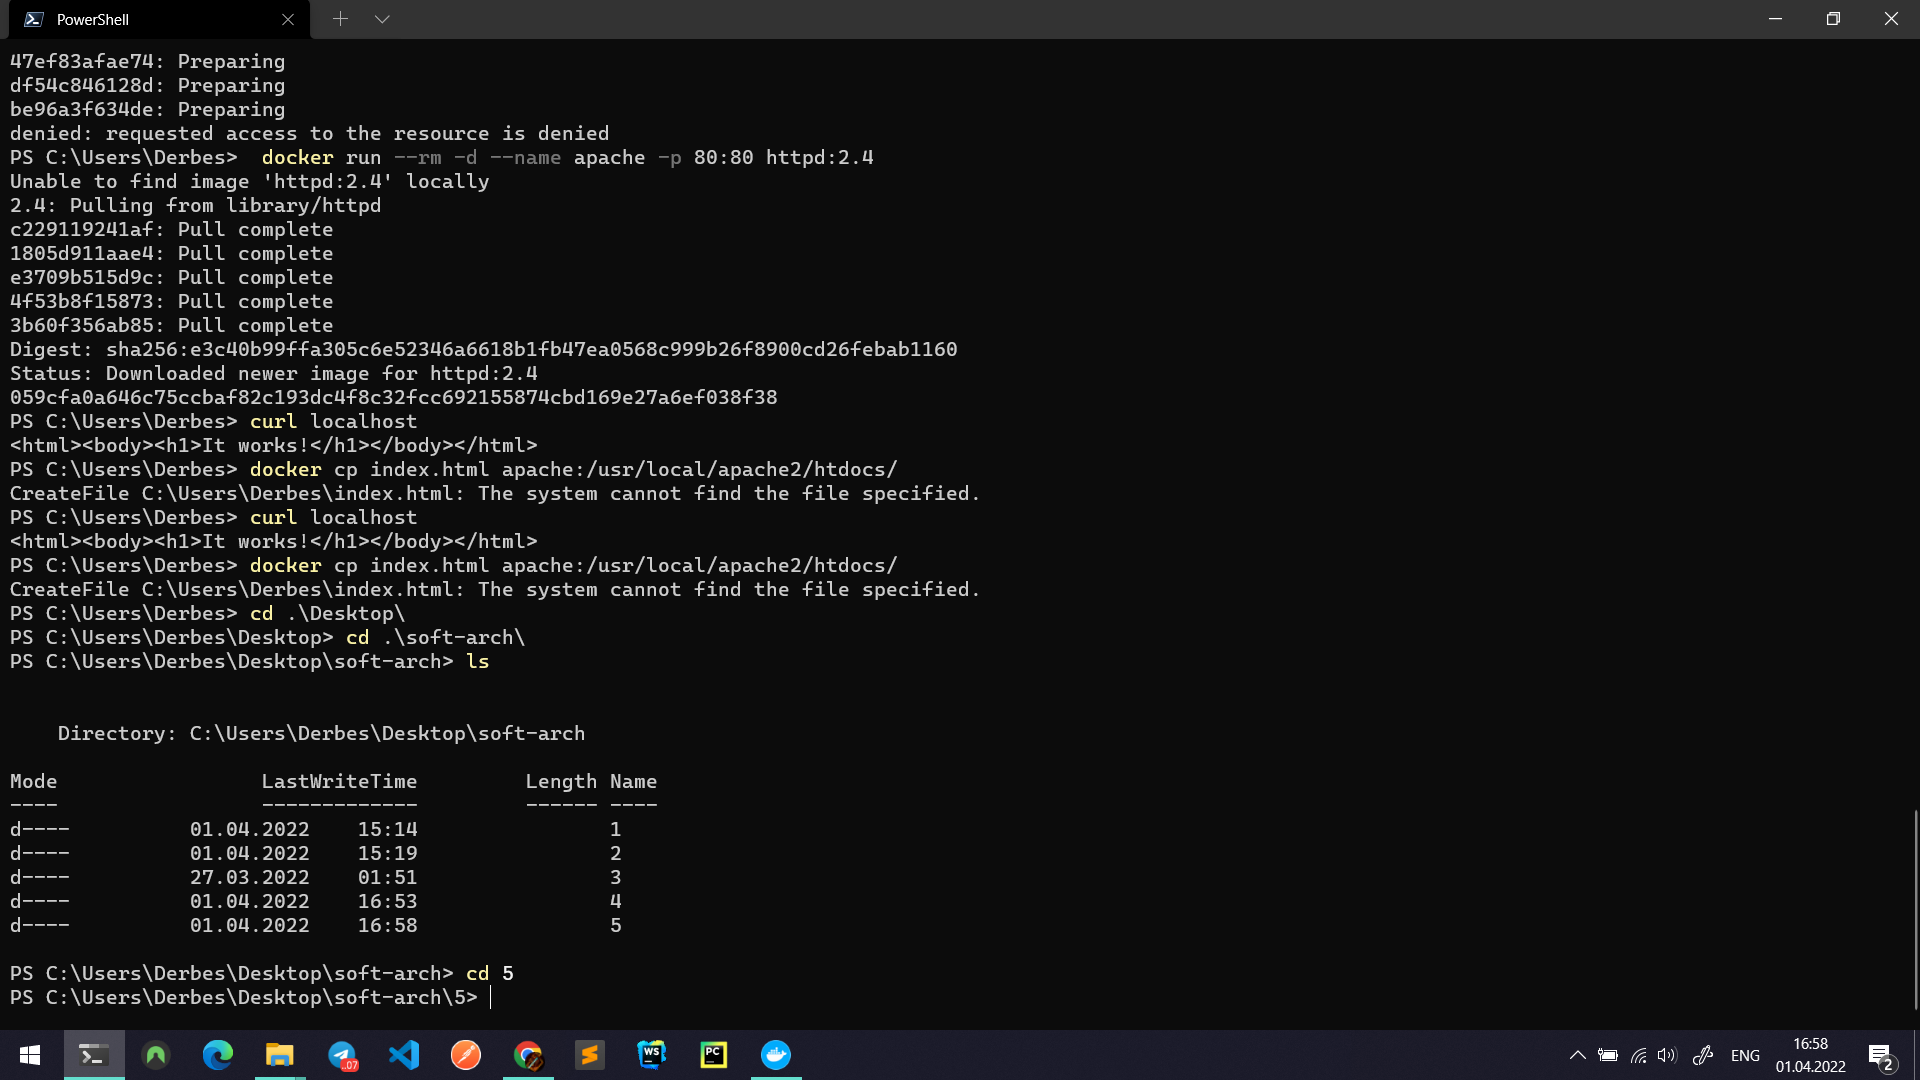 PowerShell
47ef83afae74: Preparing
df54c846128d: Preparing
be96a3f634de: Preparing
denied: requested access to the resource is denied
PS C:\Users\Derbes>  docker run --rm -d --name apache -p 80:80 httpd:2.4
Unable to find image 'httpd:2.4' locally
2.4: Pulling from library/httpd
c229119241af: Pull complete
1805d911aae4: Pull complete
e3709b515d9c: Pull complete
4f53b8f15873: Pull complete
3b60f356ab85: Pull complete
Digest: sha256:e3c40b99ffa305c6e52346a6618b1fb47ea0568c999b26f8900cd26febab1160
Status: Downloaded newer image for httpd:2.4
059cfa0a646c75ccbaf82c193dc4f8c32fcc692155874cbd169e27a6ef038f38
PS C:\Users\Derbes> curl localhost
<html><body><h1>It works!</h1></body></html>
PS C:\Users\Derbes> docker cp index.html apache:/usr/local/apache2/htdocs/
CreateFile C:\Users\Derbes\index.html: The system cannot find the file specified.
PS C:\Users\Derbes> curl localhost
<html><body><h1>It works!</h1></body></html>
PS C:\Users\Derbes> docker cp index.html apache:/usr/local/apache2/htdocs/
CreateFile C:\Users\Derbes\index.html: The system cannot find the file specified.
PS C:\Users\Derbes> cd .\Desktop\
PS C:\Users\Derbes\Desktop> cd .\soft-arch\
PS C:\Users\Derbes\Desktop\soft-arch> ls
Directory: C:\Users\Derbes\Desktop\soft-arch
Mode LastWriteTime Length Name
---- ------------- ------ ----
d---- 01.04.2022 15:14 1
d---- 01.04.2022 15:19 2
d---- 27.03.2022 01:51 3
d---- 01.04.2022 16:53 4
d---- 01.04.2022 16:58 5
PS C:\Users\Derbes\Desktop\soft-arch> cd 5
PS C:\Users\Derbes\Desktop\soft-arch\5>
..07
WS
PC
ENG
16:58
01.04.2022
2